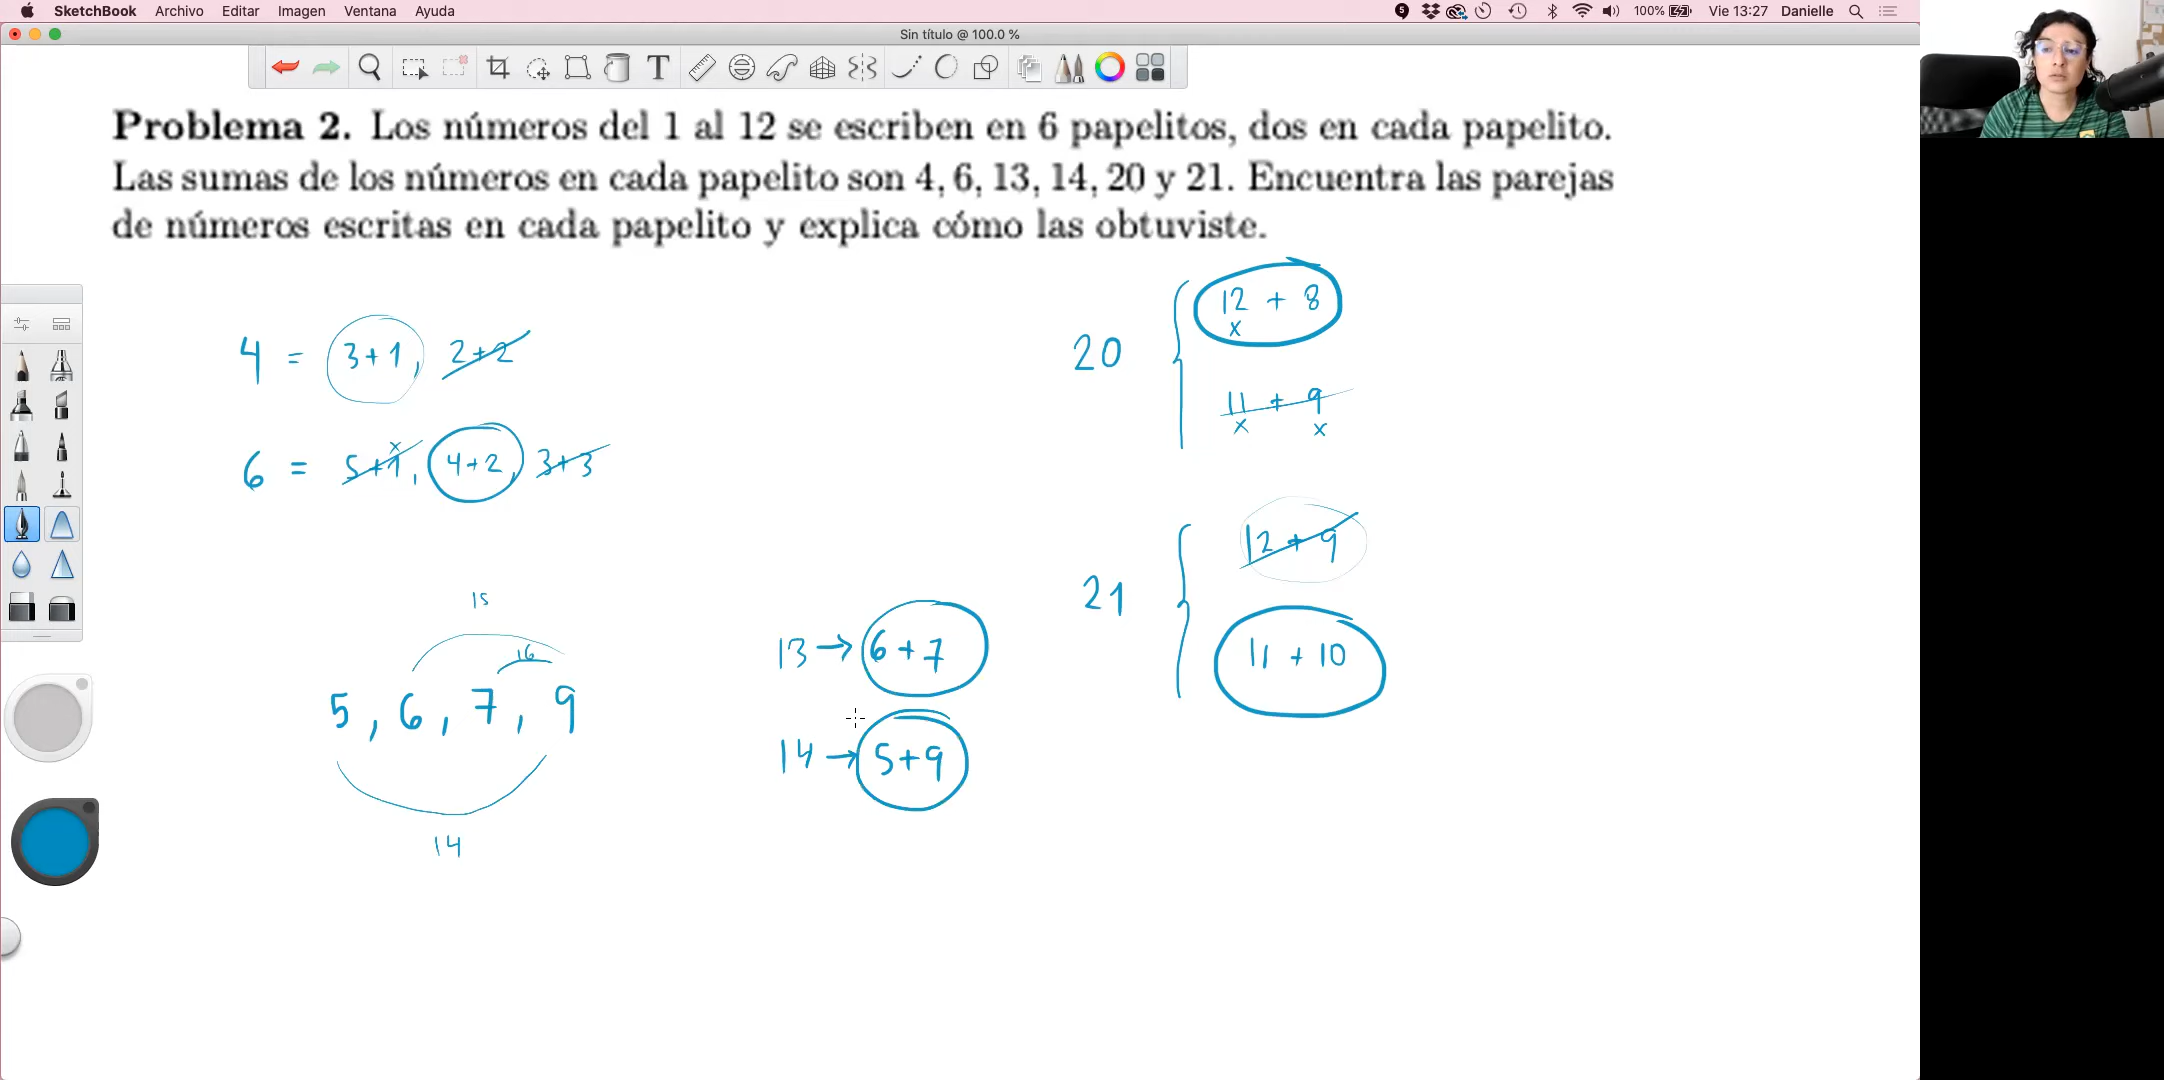 SketchBook Archivo Editar Imagen Ventana Ayuda
100% Vie 13:27 Danielle
Sin título @ 100.0 %
Problema 2. Los números del 1 al 12 se escriben en 6 papelitos, dos en cada papelito.
Las sumas de los números en cada papelito son 4, 6, 13, 14, 20 y 21. Encuentra las parejas
de números escritas en cada papelito y explica cómo las obtuviste.
4 = 3+1, 2+2
6 = 5+1, 4+2, 3+3
x
15
16
5, 6, 7, 9
14
13 → 6+7
14 → 5+9
20
12 + 8
x
11 + 9
x x
21
12 + 9
11 + 10